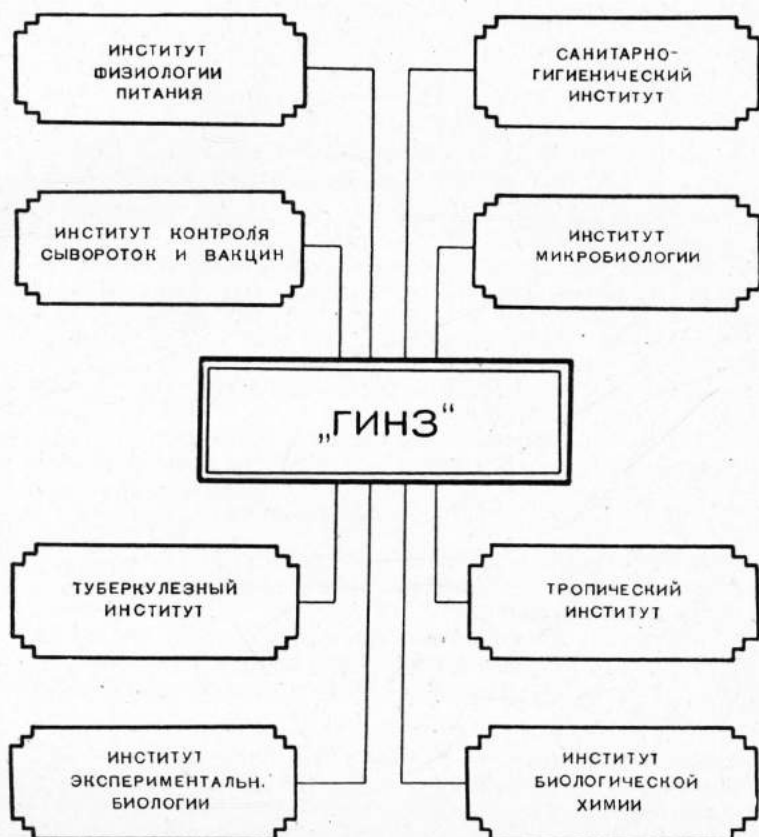 ИНСТИТУТ
ФИЗИОЛОГИИ
ПИТАНИЯ
САНИТАРНО-
ГИГИЕНИЧЕСКИЙ
ИНСТИТУТ
ИНСТИТУТ КОНТРОЛЯ
СЫВОРОТОК И ВАКЦИН
ИНСТИТУТ
МИКРОБИОЛОГИИ
„ГИНЗ“
ТУБЕРКУЛЕЗНЫЙ
ИНСТИТУТ
ТРОПИЧЕСКИЙ
ИНСТИТУТ
ИНСТИТУТ
ЭКСПЕРИМЕНТАЛЬН.
БИОЛОГИИ
ИНСТИТУТ
БИОЛОГИЧЕСКОЙ
ХИМИИ